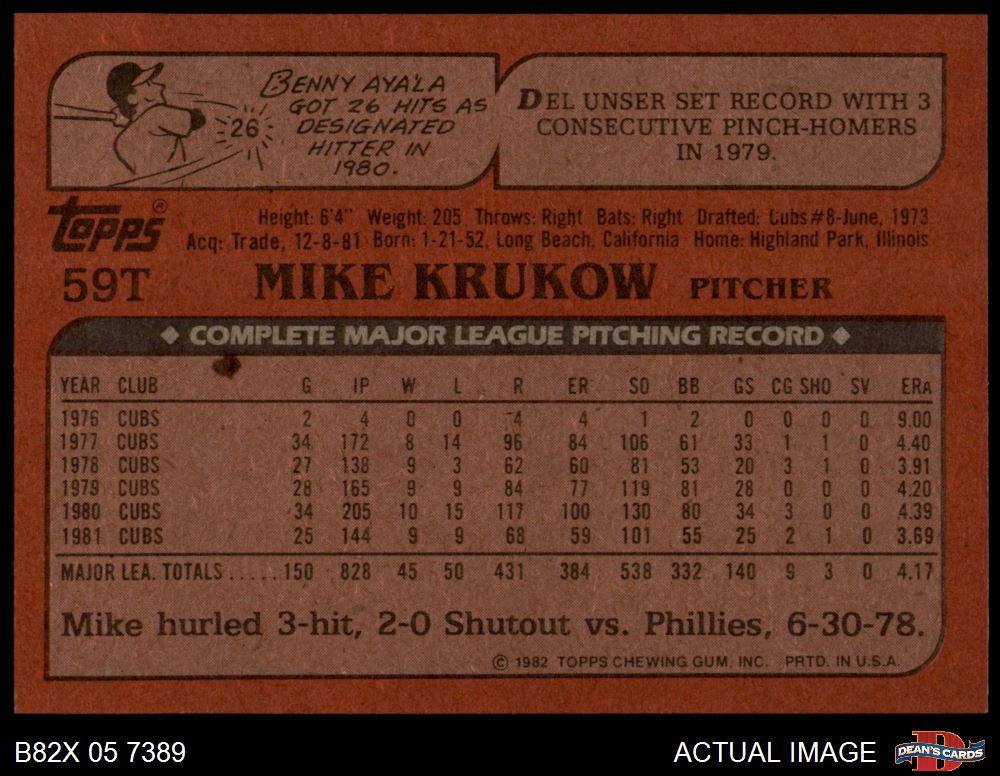 BENNY AYALA
GOT 26 HITS AS
DESIGNATED
HITTER IN
1980.
26
DEL UNSER SET RECORD WITH 3
CONSECUTIVE PINCH-HOMERS
IN 1979.
topps®
Height: 6'4" Weight: 205 Throws: Right Bats: Right Drafted: Cubs #8-June, 1973
Acq: Trade, 12-8-81 Born: 1-21-52, Long Beach, California Home: Highland Park, Illinois
59T MIKE KRUKOW PITCHER
◆ COMPLETE MAJOR LEAGUE PITCHING RECORD ◆
YEAR CLUB G IP W L R ER SO BB GS CG SHO SV ERA
1976 CUBS 2 4 0 0 4 4 1 2 0 0 0 0 9.00
1977 CUBS 34 172 8 14 96 84 106 61 33 1 1 0 4.40
1978 CUBS 27 138 9 3 62 60 81 53 20 3 1 0 3.91
1979 CUBS 28 165 9 9 84 77 119 81 28 0 0 0 4.20
1980 CUBS 34 205 10 15 117 100 130 80 34 3 0 0 4.39
1981 CUBS 25 144 9 9 68 59 101 55 25 2 1 0 3.69
MAJOR LEA. TOTALS ..... 150 828 45 50 431 384 538 332 140 9 3 0 4.17
Mike hurled 3-hit, 2-0 Shutout vs. Phillies, 6-30-78.
© 1982 TOPPS CHEWING GUM, INC. PRTD. IN U.S.A.
B82X 05 7389 ACTUAL IMAGE DEAN'S CARDS